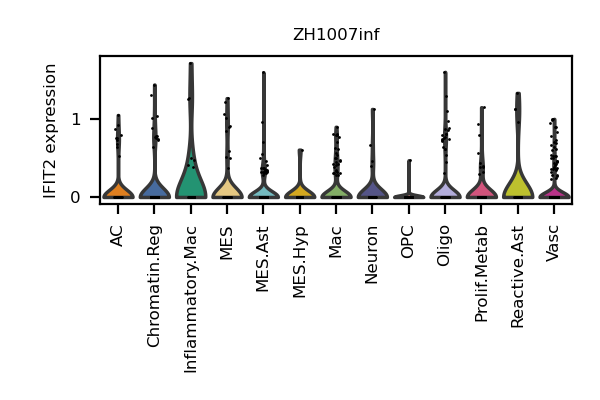 ZH1007inf
IFIT2 expression
1
0
AC
Chromatin.Reg
Inflammatory.Mac
MES
MES.Ast
MES.Hyp
Mac
Neuron
OPC
Oligo
Prolif.Metab
Reactive.Ast
Vasc